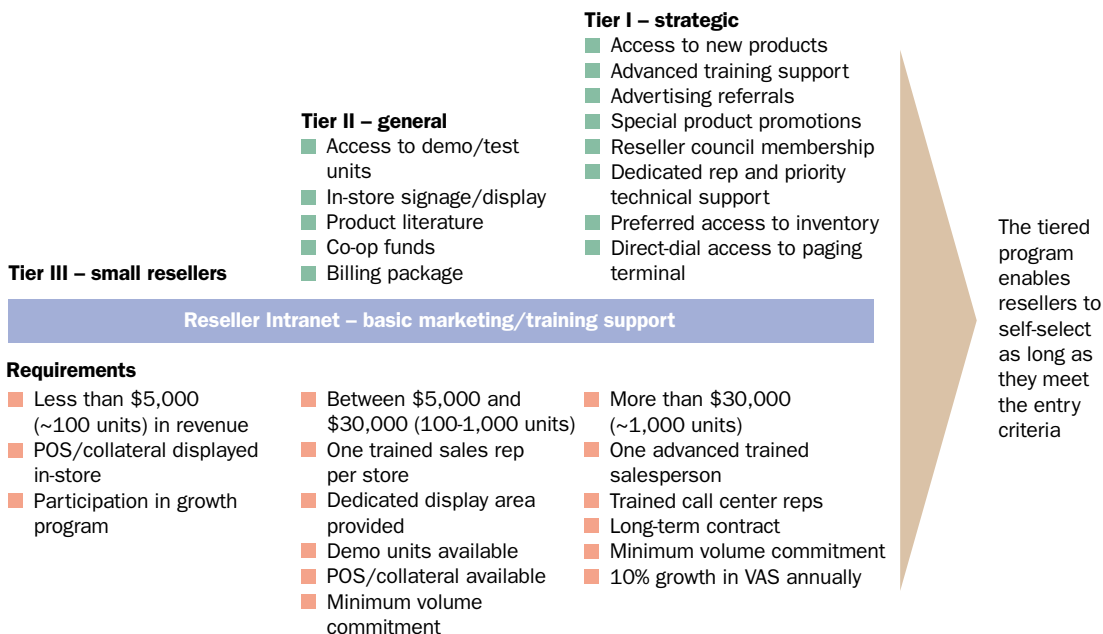 Tier I – strategic
Access to new products
Advanced training support
Advertising referrals
Special product promotions
Reseller council membership
Dedicated rep and priority
technical support
Preferred access to inventory
Direct-dial access to paging
terminal
Tier II – general
Access to demo/test
units
In-store signage/display
Product literature
Co-op funds
Billing package
Tier III – small resellers
Reseller Intranet – basic marketing/training support
Requirements
Less than $5,000
(~100 units) in revenue
POS/collateral displayed
in-store
Participation in growth
program
Between $5,000 and
$30,000 (100-1,000 units)
One trained sales rep
per store
Dedicated display area
provided
Demo units available
POS/collateral available
Minimum volume
commitment
More than $30,000
(~1,000 units)
One advanced trained
salesperson
Trained call center reps
Long-term contract
Minimum volume commitment
10% growth in VAS annually
The tiered
program
enables
resellers to
self-select
as long as
they meet
the entry
criteria